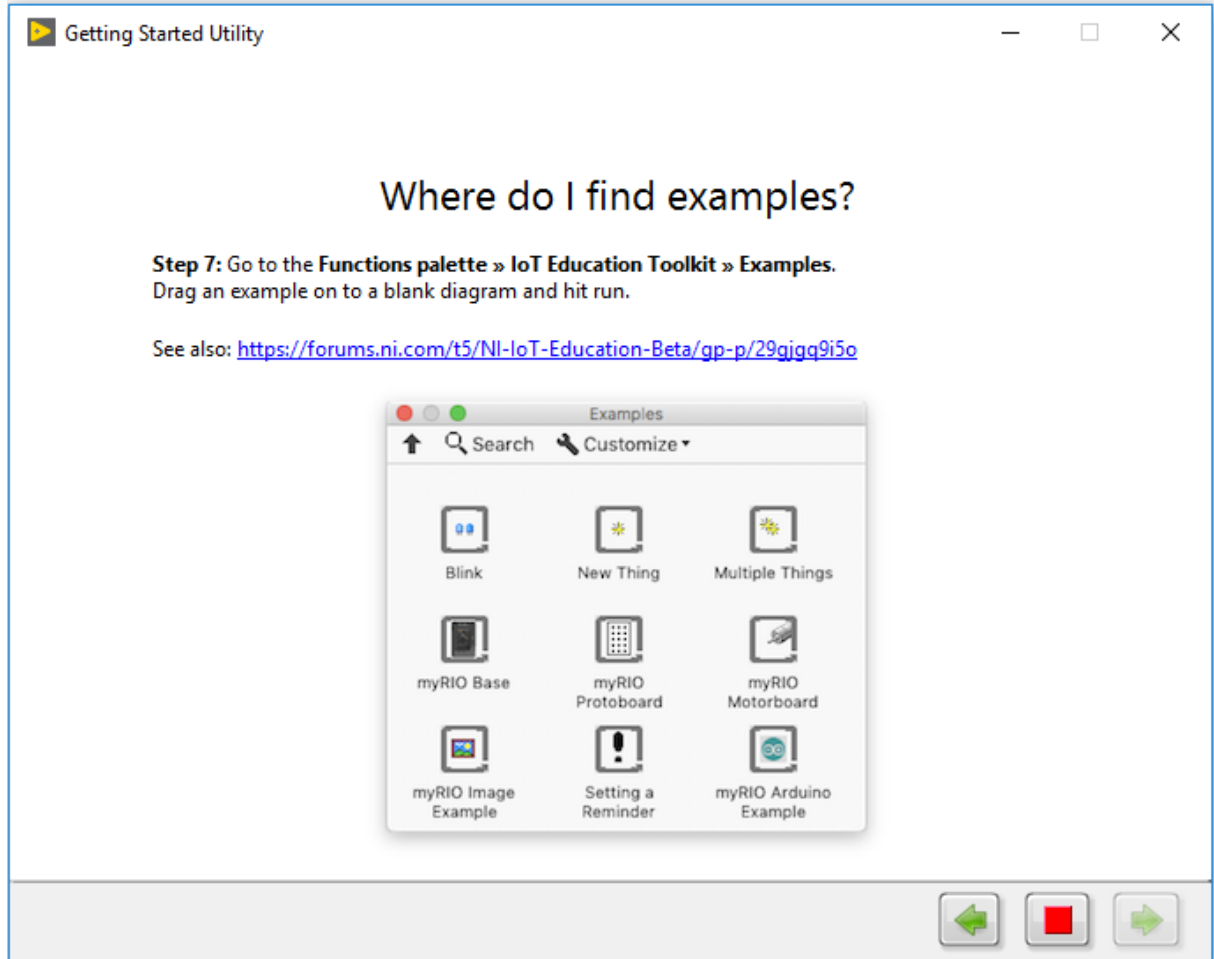 Getting Started Utility
Where do I find examples?
Step 7: Go to the Functions palette » IoT Education Toolkit » Examples.
Drag an example on to a blank diagram and hit run.
See also: https://forums.ni.com/t5/NI-IoT-Education-Beta/gp-p/29gjgq9i5o
Examples
Search Customize
Blink New Thing Multiple Things
myRIO Base myRIO myRIO
Protoboard Motorboard
myRIO Image Setting a myRIO Arduino
Example Reminder Example